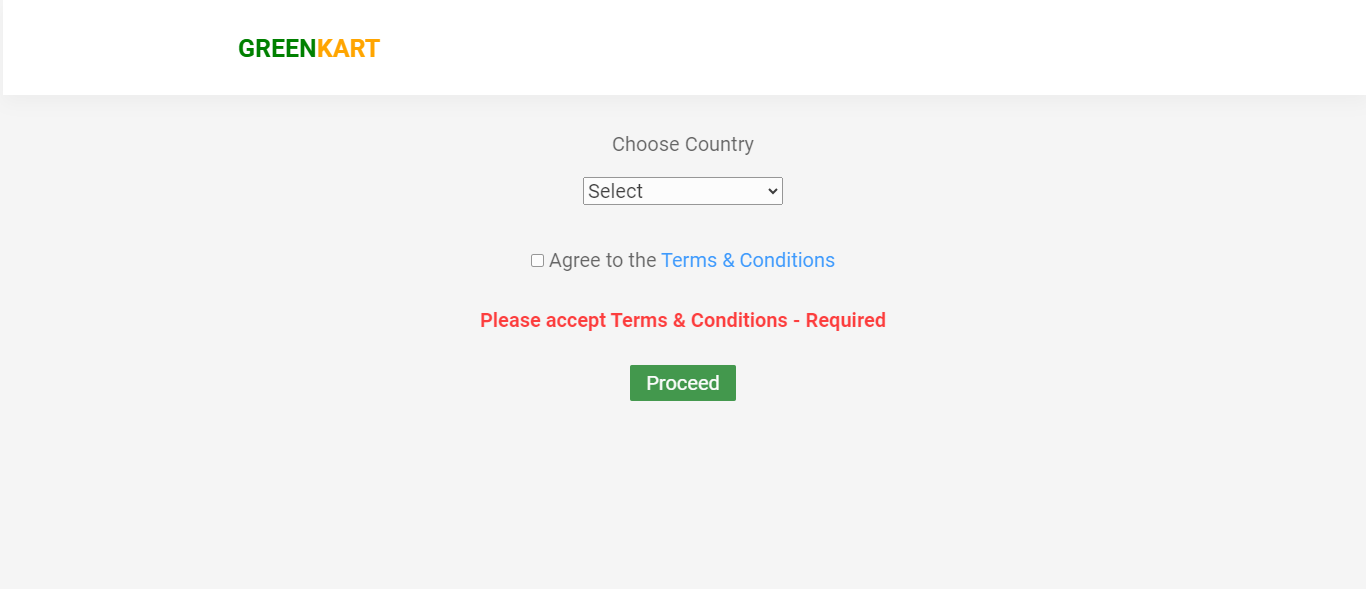 GREENKART
Choose Country
Select
Agree to the Terms & Conditions
Please accept Terms & Conditions - Required
Proceed